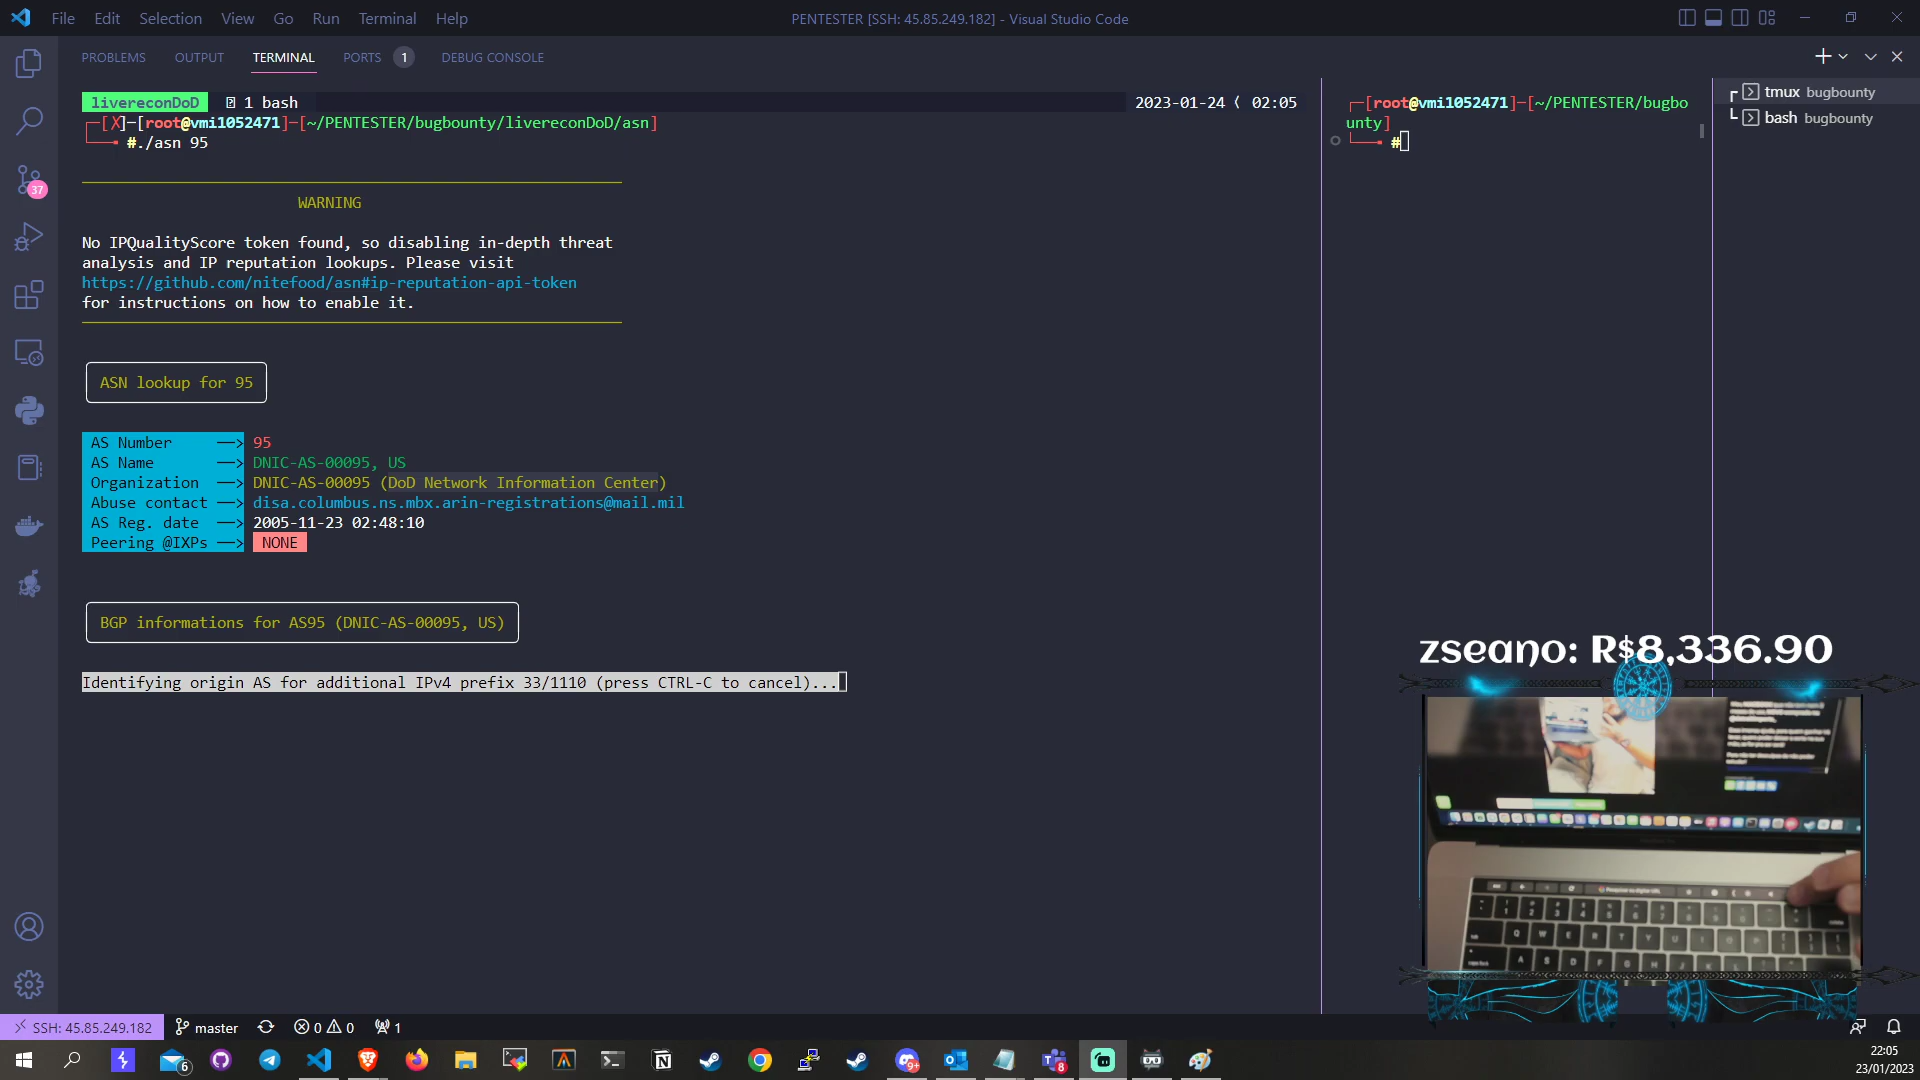 File Edit Selection View Go Run Terminal Help
PENTESTER [SSH: 45.85.249.182] - Visual Studio Code
PROBLEMS OUTPUT TERMINAL PORTS 1 DEBUG CONSOLE
livereconDoD 1 bash 2023-01-24 ⟨ 02:05
┌─[✗]─[root@vmi1052471]─[~/PENTESTER/bugbounty/livereconDoD/asn]
└──╼ #./asn 95
WARNING
No IPQualityScore token found, so disabling in-depth threat
analysis and IP reputation lookups. Please visit
https://github.com/nitefood/asn#ip-reputation-api-token
for instructions on how to enable it.
ASN lookup for 95
AS Number ──> 95
AS Name ──> DNIC-AS-00095, US
Organization ──> DNIC-AS-00095 (DoD Network Information Center)
Abuse contact ──> disa.columbus.ns.mbx.arin-registrations@mail.mil
AS Reg. date ──> 2005-11-23 02:48:10
Peering @IXPs ──> NONE
BGP informations for AS95 (DNIC-AS-00095, US)
Identifying origin AS for additional IPv4 prefix 33/1110 (press CTRL-C to cancel)...
┌─[root@vmi1052471]─[~/PENTESTER/bugbo
unty]
└──╼ #
tmux bugbounty
bash bugbounty
37
zseano: R$8,336.90
SSH: 45.85.249.182 master 0 0 1
6
9+
8
22:05
23/01/2023